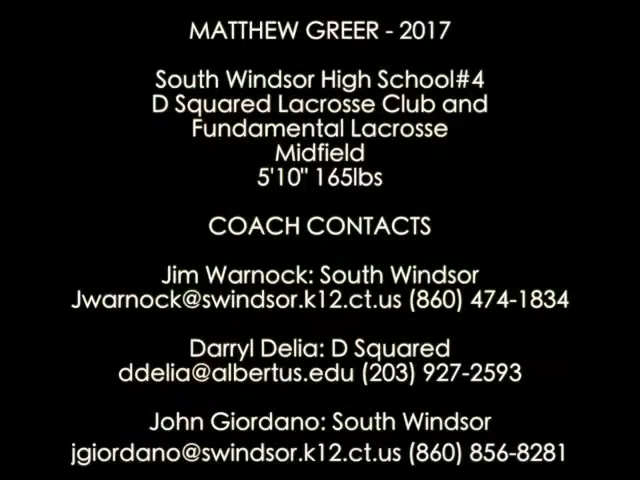 MATTHEW GREER - 2017
South Windsor High School#4
D Squared Lacrosse Club and
Fundamental Lacrosse
Midfield
5'10" 165lbs
COACH CONTACTS
Jim Warnock: South Windsor
Jwarnock@swindsor.k12.ct.us (860) 474-1834
Darryl Delia: D Squared
ddelia@albertus.edu (203) 927-2593
John Giordano: South Windsor
jgiordano@swindsor.k12.ct.us (860) 856-8281